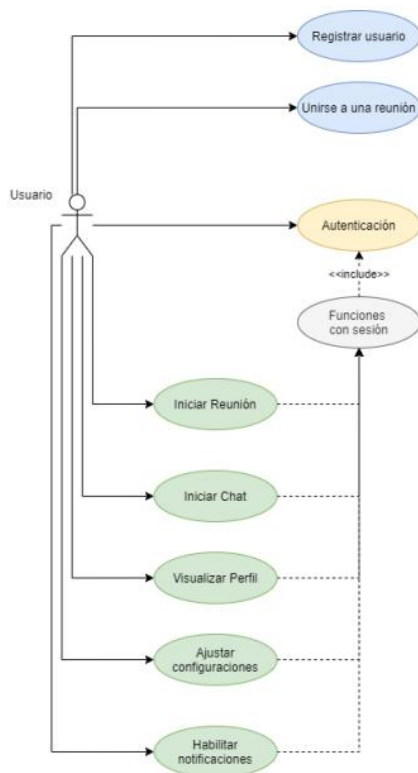 Registrar usuario
Unirse a una reunión
Usuario
Autenticación
<<include>>
Funciones
con sesión
Iniciar Reunión
Iniciar Chat
Visualizar Perfil
Ajustar
configuraciones
Habilitar
notificaciones